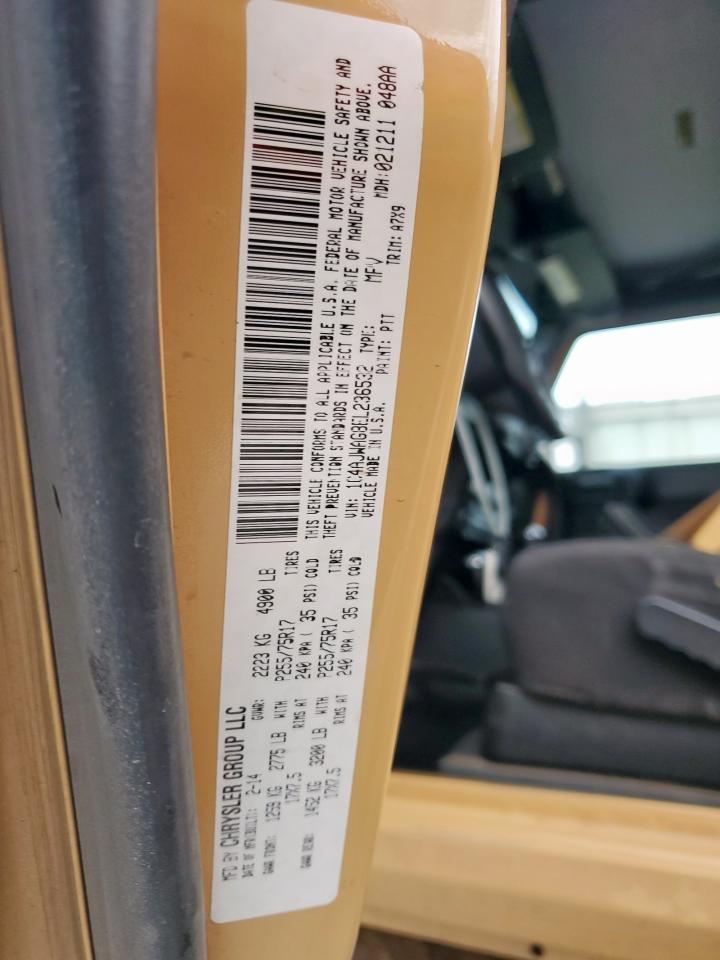 MFD BY CHRYSLER GROUP LLC
DATE OF MFR(BUILT): 2-14 GVWR: 2223 KG 4900 LB
GAWR FRONT: 1259 KG 2775 LB WITH P255/75R17 TIRES
17X7.5 RIMS AT 240 KPA ( 35 PSI) COLD
GAWR REAR: 1452 KG 3200 LB WITH P255/75R17 TIRES
17X7.5 RIMS AT 240 KPA ( 35 PSI) COLD
THIS VEHICLE CONFORMS TO ALL APPLICABLE U.S.A. FEDERAL MOTOR VEHICLE SAFETY AND
THEFT PREVENTION STANDARDS IN EFFECT ON THE DATE OF MANUFACTURE SHOWN ABOVE.
VIN: 1C4AJWAG8EL236532 TYPE: MPV MDH: 021211 048AA
VEHICLE MADE IN U.S.A. PAINT: PTT TRIM: A7X9